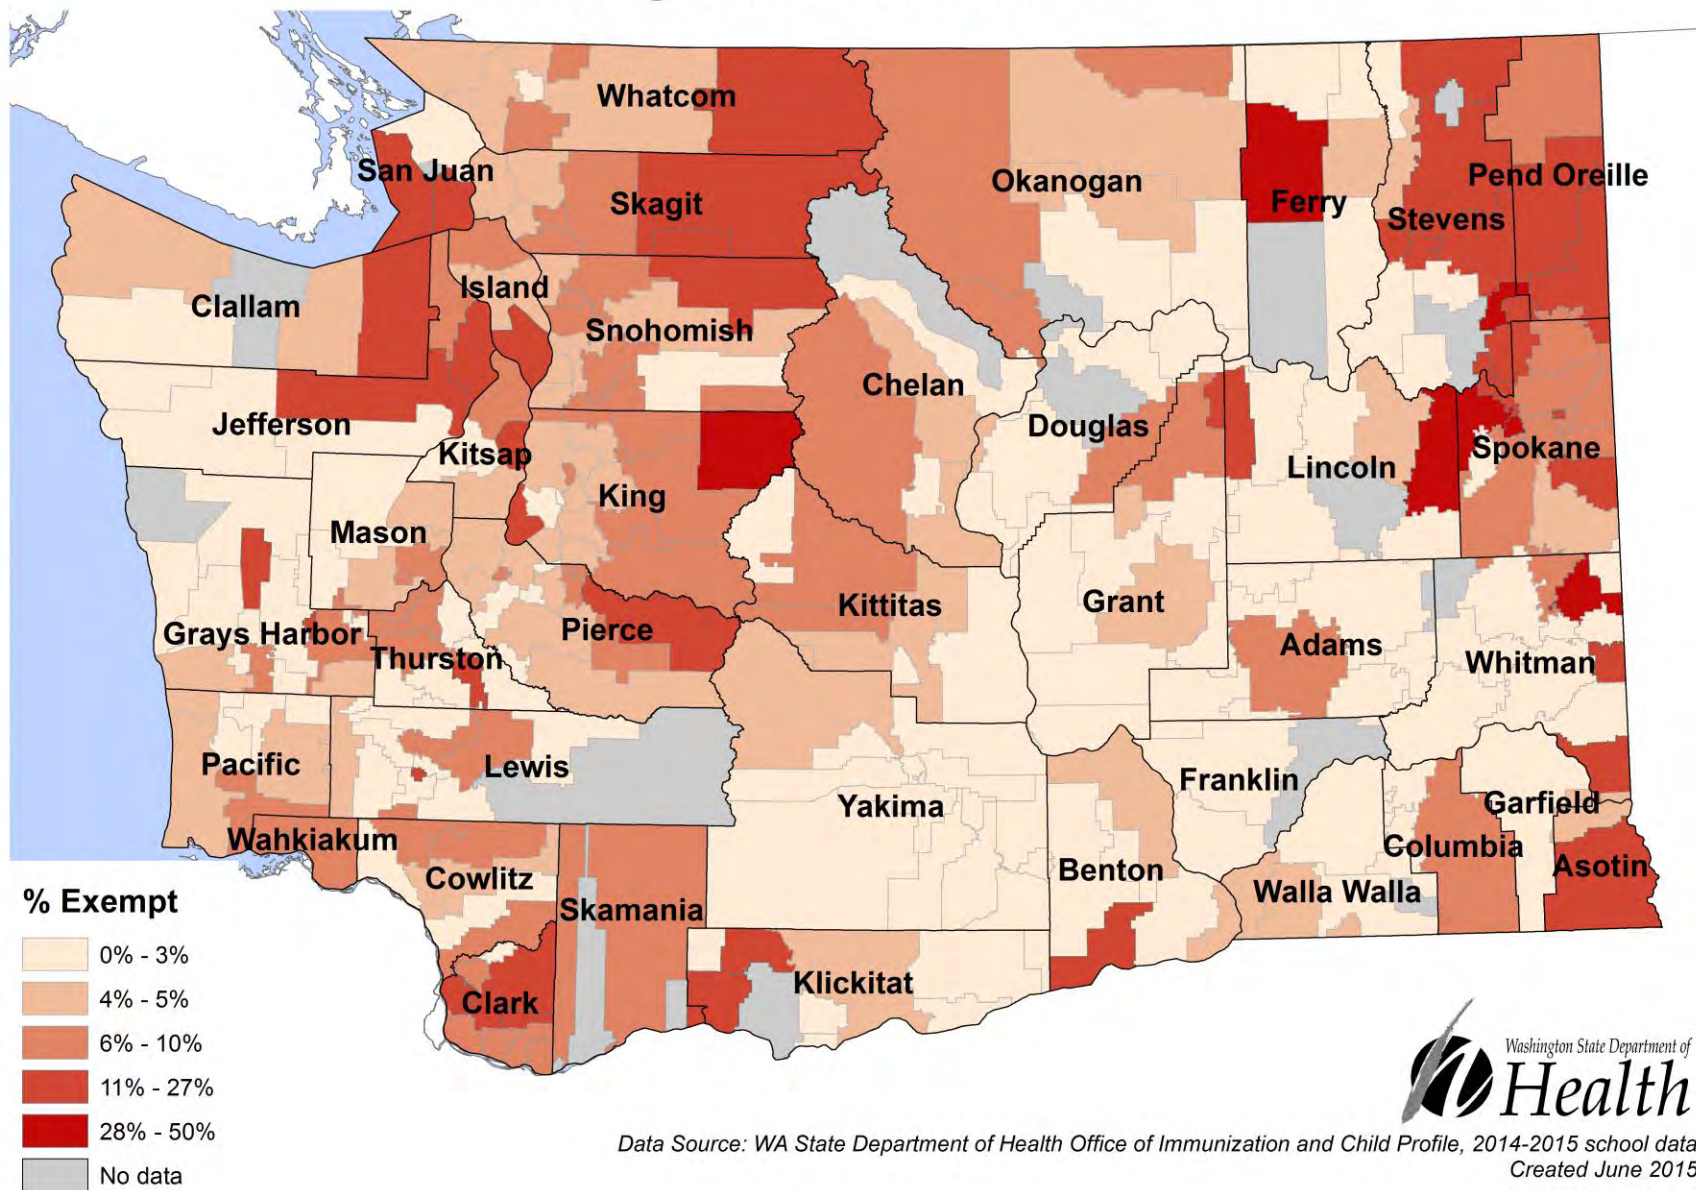 Whatcom
San Juan
Skagit
Okanogan
Ferry
Pend Oreille
Stevens
Clallam
Island
Snohomish
Chelan
Douglas
Jefferson
Kitsap
King
Lincoln
Spokane
Mason
Grays Harbor
Thurston
Pierce
Kittitas
Grant
Adams
Whitman
Pacific
Lewis
Yakima
Franklin
Garfield
Wahkiakum
Cowlitz
Skamania
Benton
Walla Walla
Columbia
Asotin
Clark
Klickitat
% Exempt
0% - 3%
4% - 5%
6% - 10%
11% - 27%
28% - 50%
No data
Washington State Department of
Health
Data Source: WA State Department of Health Office of Immunization and Child Profile, 2014-2015 school data
Created June 2015